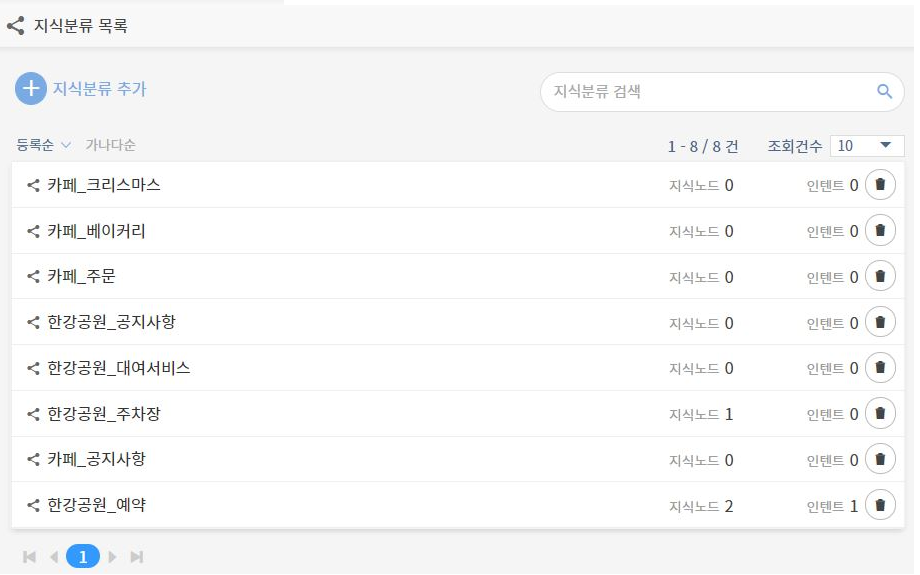 지식분류 목록
지식분류 추가
지식분류 검색
등록순 가나다순 1 - 8 / 8 건 조회건수 10
카페_크리스마스 지식노드 0 인텐트 0
카페_베이커리 지식노드 0 인텐트 0
카페_주문 지식노드 0 인텐트 0
한강공원_공지사항 지식노드 0 인텐트 0
한강공원_대여서비스 지식노드 0 인텐트 0
한강공원_주차장 지식노드 1 인텐트 0
카페_공지사항 지식노드 0 인텐트 0
한강공원_예약 지식노드 2 인텐트 1
1